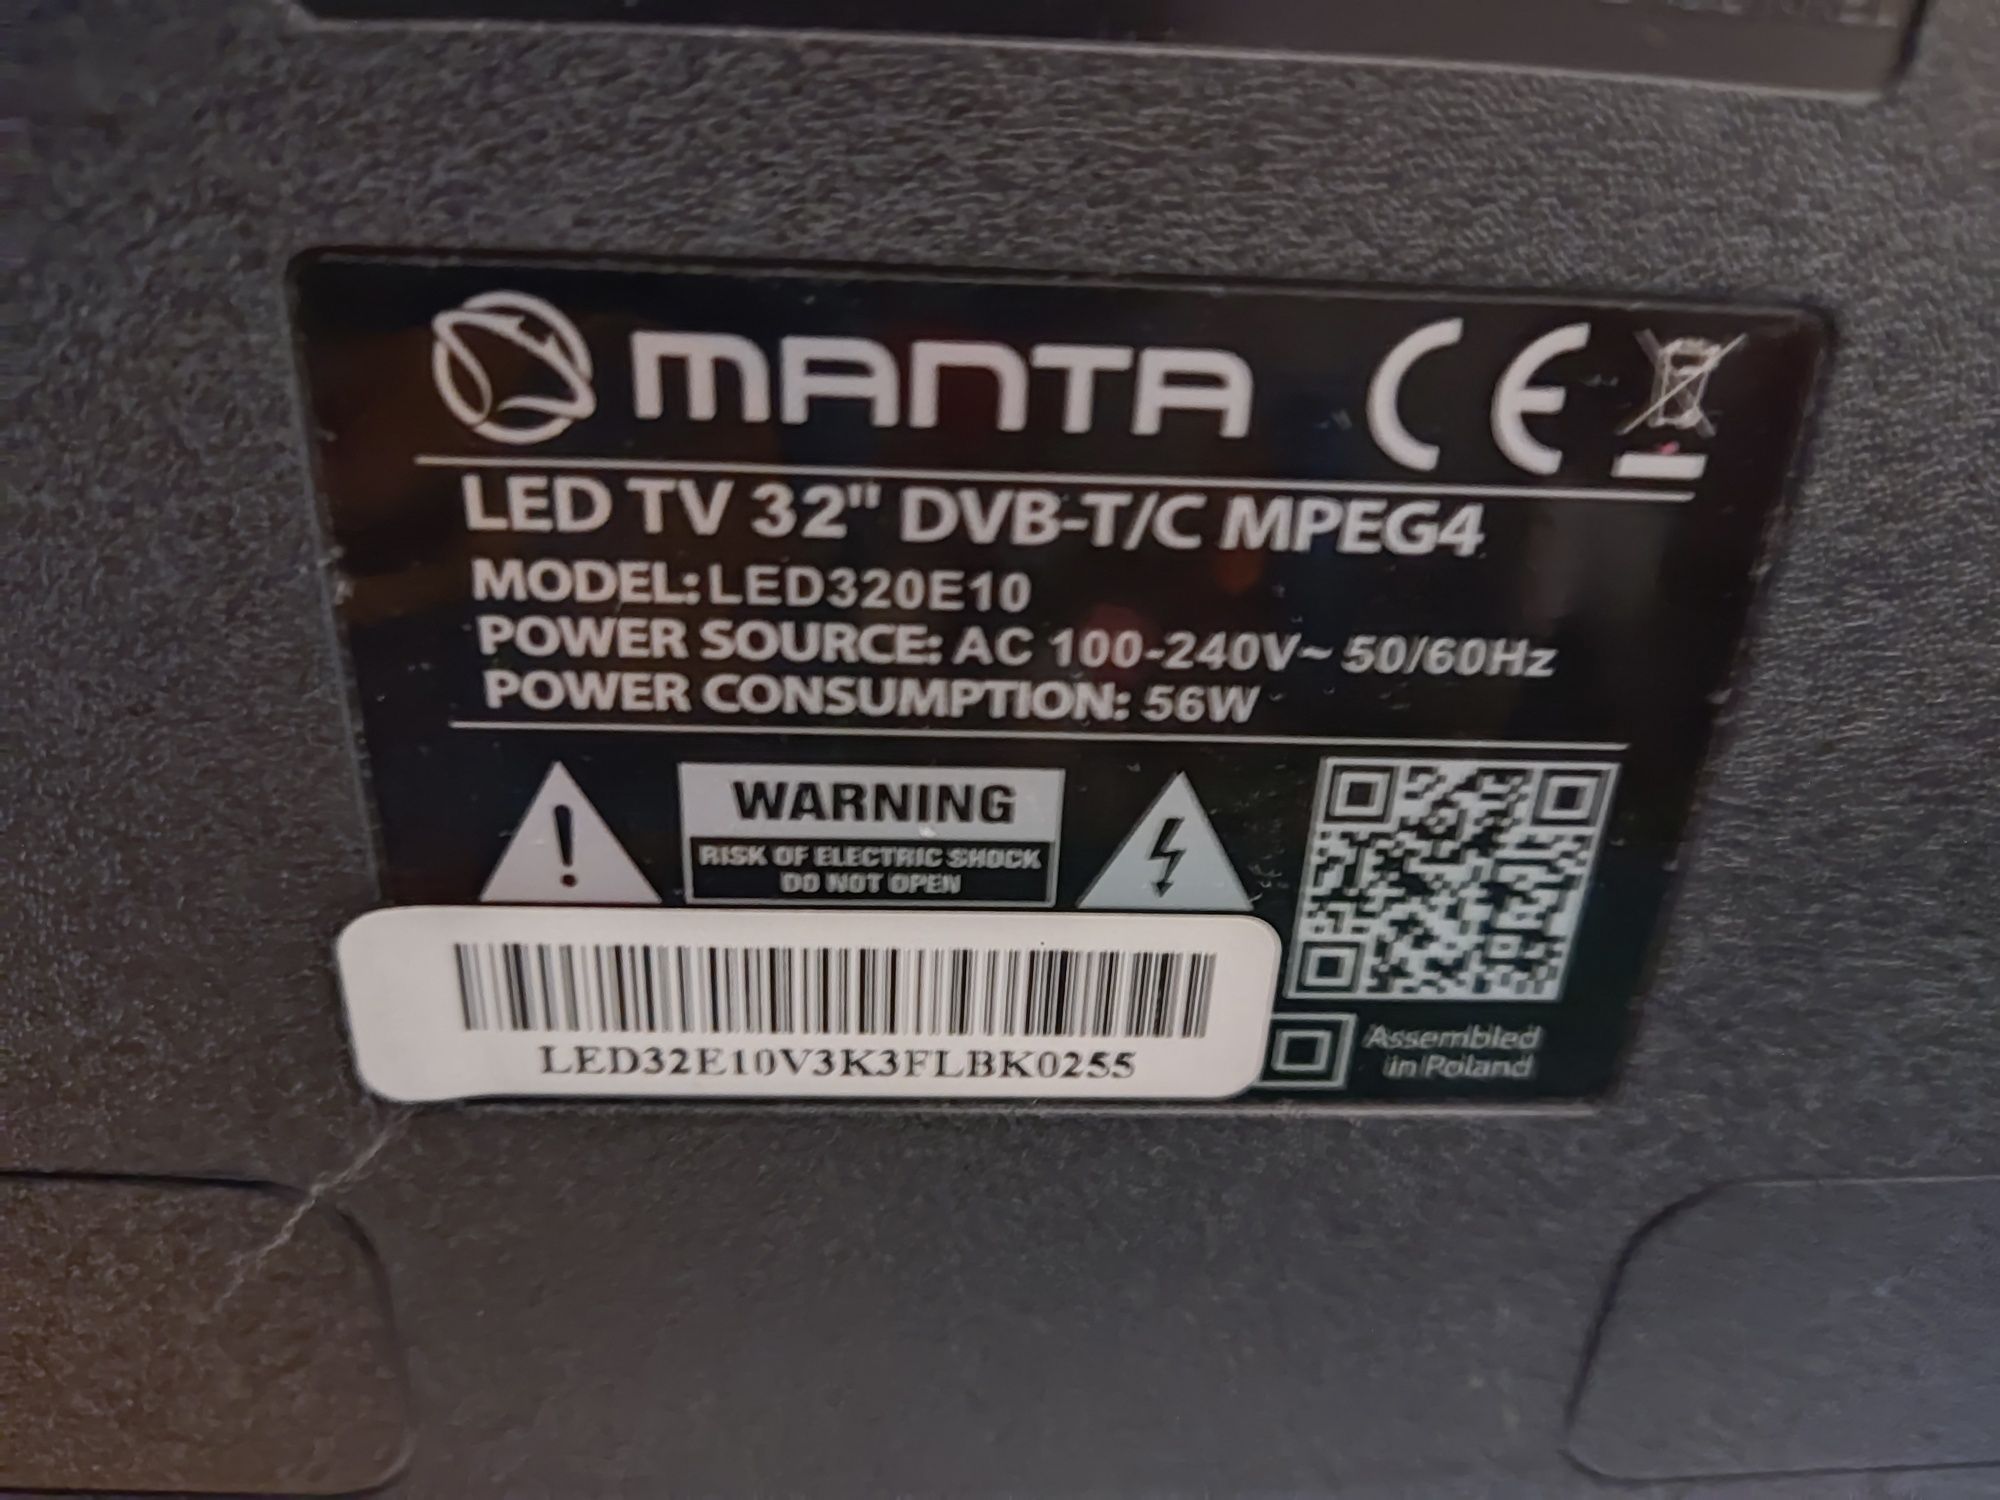 MANTA CE
LED TV 32" DVB-T/C MPEG4
MODEL: LED320E10
POWER SOURCE: AC 100-240V~ 50/60Hz
POWER CONSUMPTION: 56W
WARNING
RISK OF ELECTRIC SHOCK
DO NOT OPEN
LED32E10V3K3FLBK0255
Assembled
in Poland